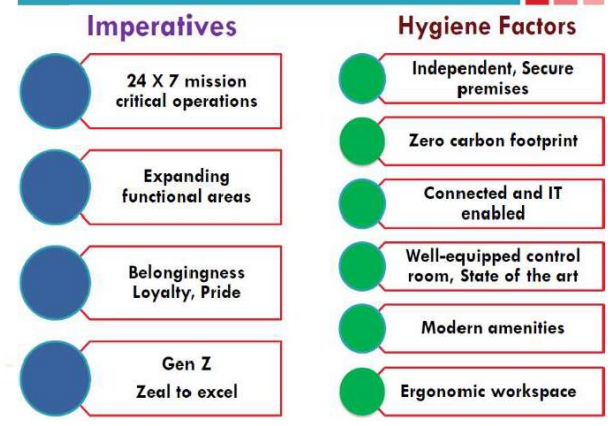 Imperatives
24 X 7 mission
critical operations
Expanding
functional areas
Belongingness
Loyalty, Pride
Gen Z
Zeal to excel
Hygiene Factors
Independent, Secure
premises
Zero carbon footprint
Connected and IT
enabled
Well-equipped control
room, State of the art
Modern amenities
Ergonomic workspace